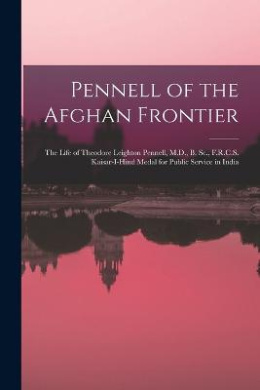 Pennell of the
Afghan Frontier
The Life of Theodore Leighton Pennell, M.D., B. Sc., F.R.C.S.
Kaisar-I-Hind Medal for Public Service in India